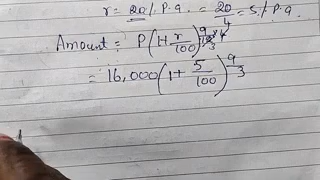 r = 20% P.a. = 20/4 = 5% P.a
Amount = P(1+r/100)^9/3
= 16,000(1+5/100)^9/3